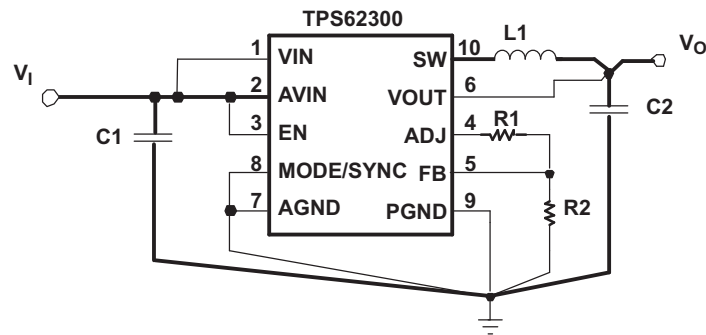 TPS62300
1 VIN SW 10 L1
VI VO
2 AVIN VOUT 6
C1 3 EN ADJ 4 R1 C2
8 MODE/SYNC FB 5
7 AGND PGND 9 R2